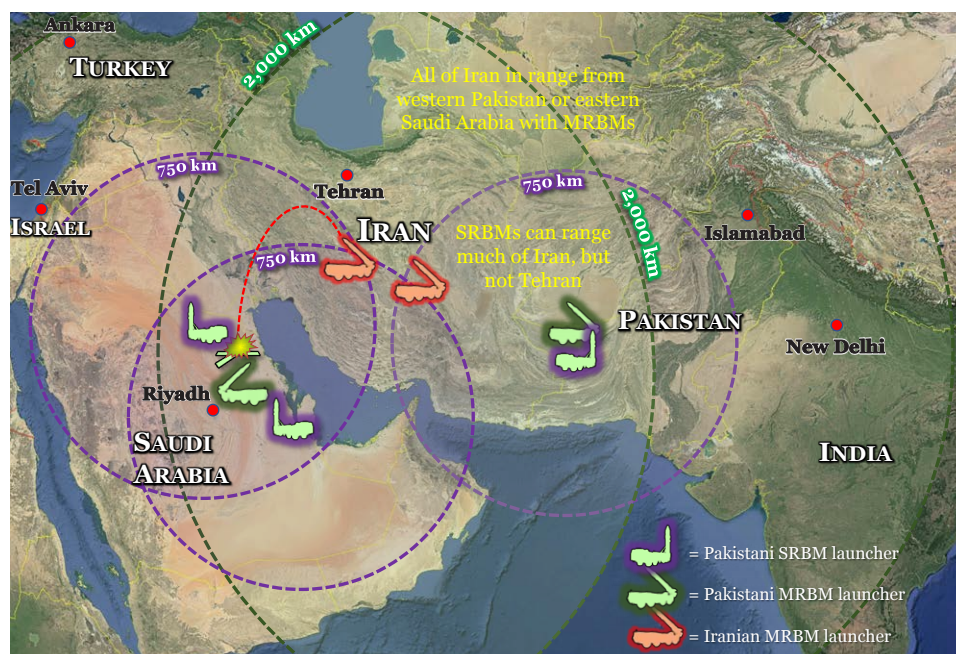 Ankara
TURKEY
2,000 km
All of Iran in range from
western Pakistan or eastern
Saudi Arabia with MRBMs
750 km
750 km
Tel Aviv
ISRAEL
Tehran
2,000 km
IRAN
SRBMs can range
much of Iran, but
not Tehran
Islamabad
750 km
PAKISTAN
New Delhi
Riyadh
SAUDI
ARABIA
INDIA
= Pakistani SRBM launcher
= Pakistani MRBM launcher
= Iranian MRBM launcher